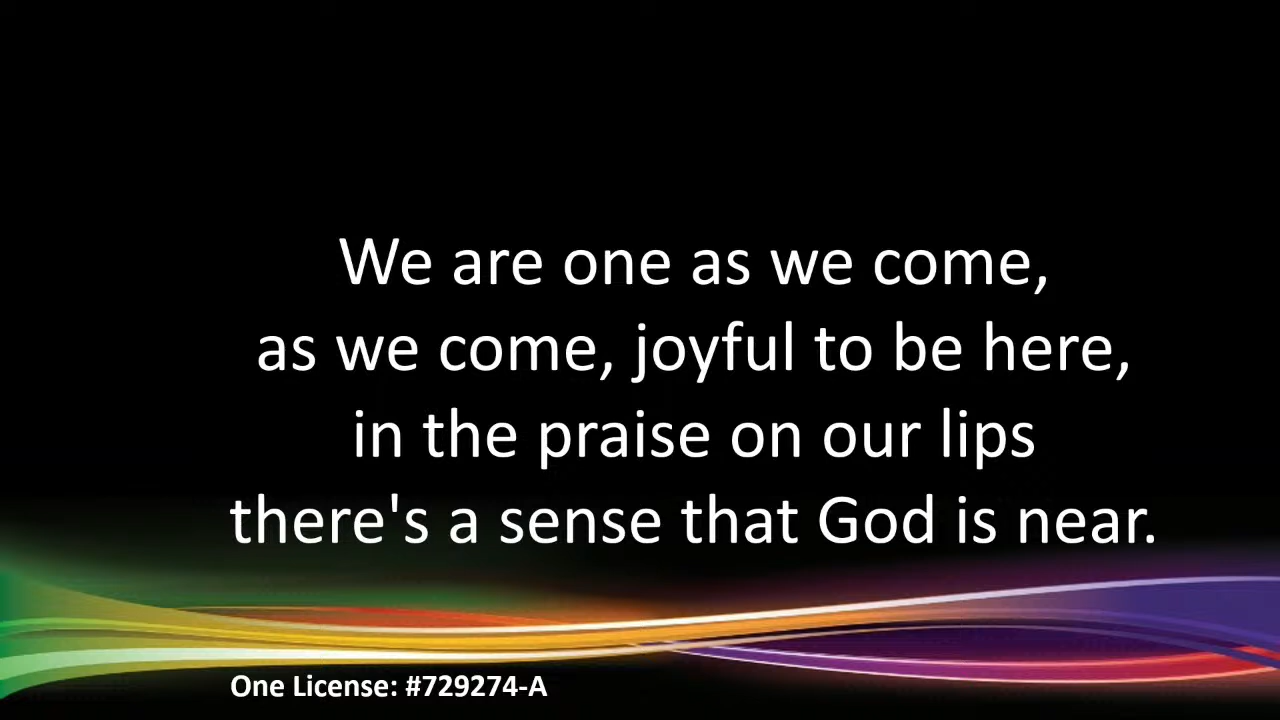 We are one as we come,
as we come, joyful to be here,
in the praise on our lips
there's a sense that God is near.
One License: #729274-A